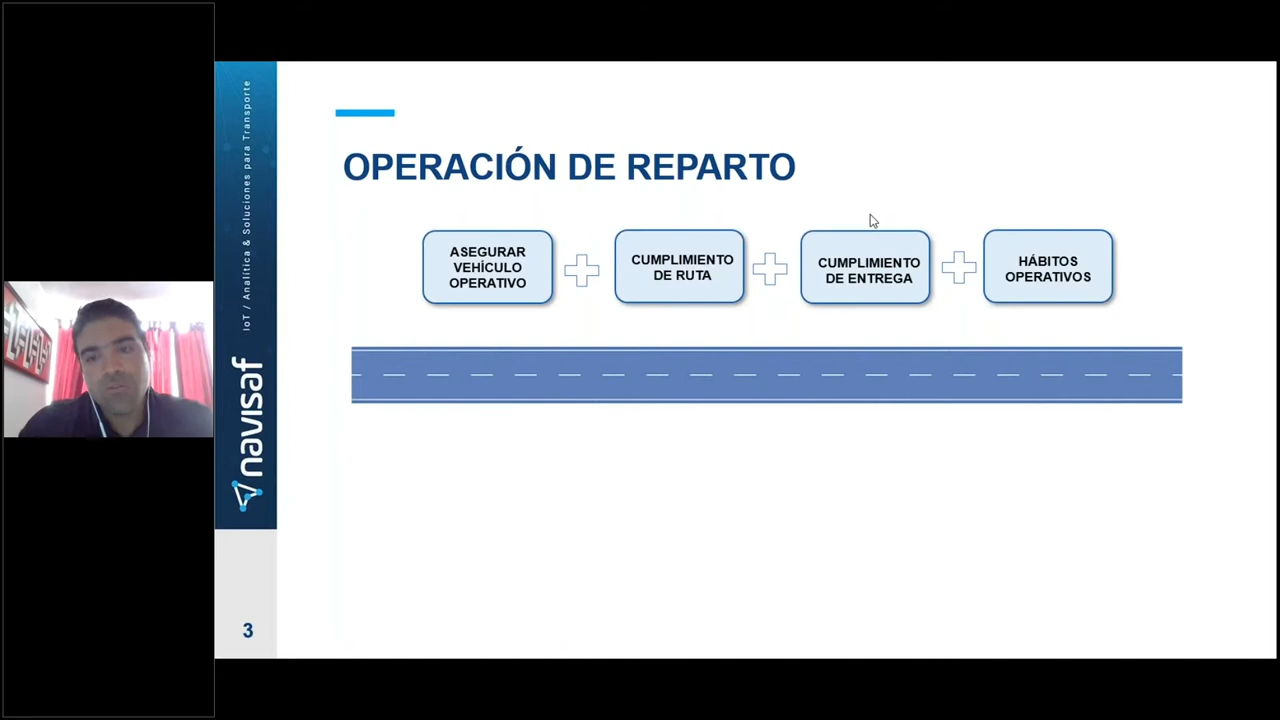 IoT / Analítica & Soluciones para Transporte
navisaf
OPERACIÓN DE REPARTO
ASEGURAR
VEHÍCULO
OPERATIVO
CUMPLIMIENTO
DE RUTA
CUMPLIMIENTO
DE ENTREGA
HÁBITOS
OPERATIVOS
3